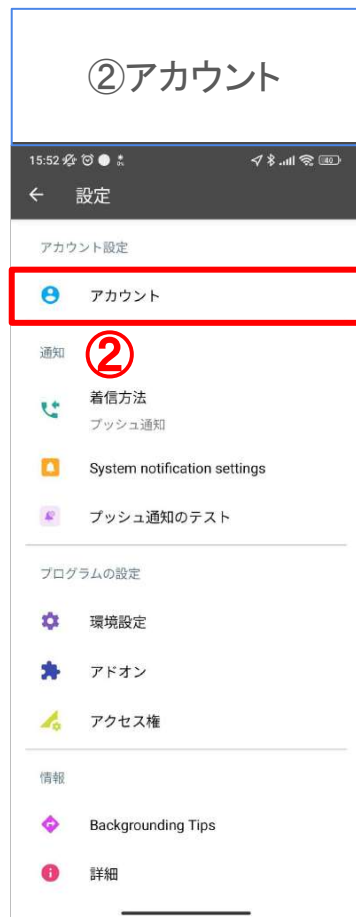 ②アカウント
15:52
40
設定
アカウント設定
アカウント
通知
②
着信方法
プッシュ通知
System notification settings
プッシュ通知のテスト
プログラムの設定
環境設定
アドオン
アクセス権
情報
Backgrounding Tips
詳細